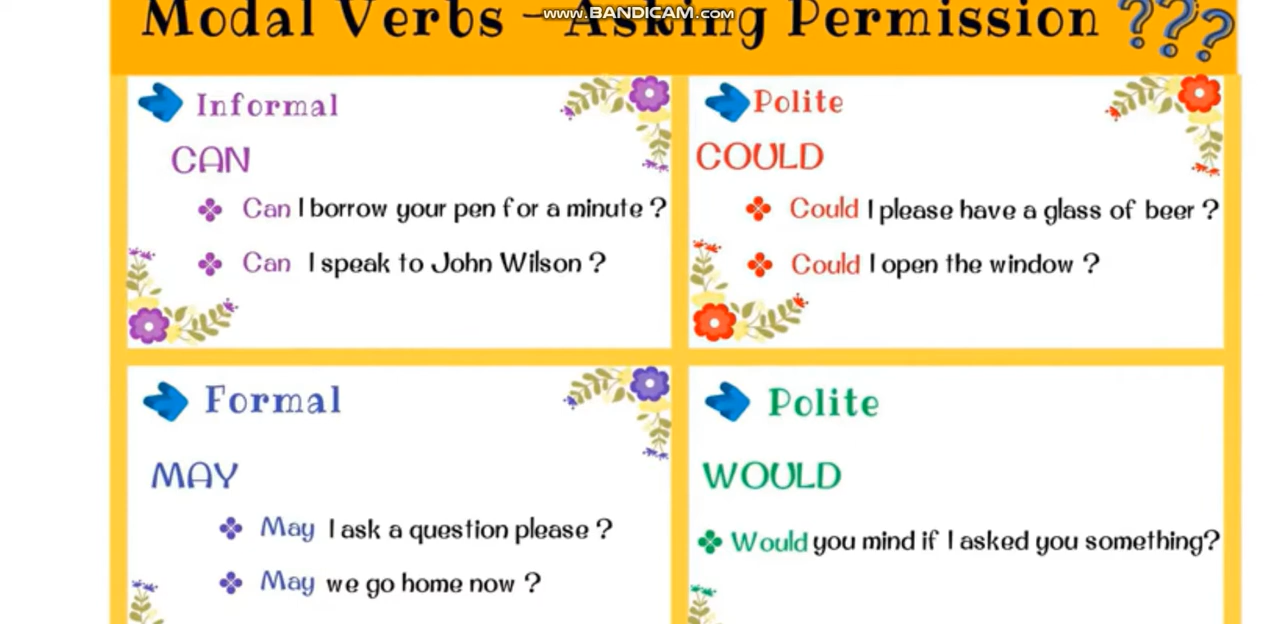 www.BANDICAM.com
Modal Verbs - Asking Permission ???
Informal
CAN
Can I borrow your pen for a minute ?
Can I speak to John Wilson ?
Polite
COULD
Could I please have a glass of beer ?
Could I open the window ?
Formal
MAY
May I ask a question please ?
May we go home now ?
Polite
WOULD
Would you mind if I asked you something?